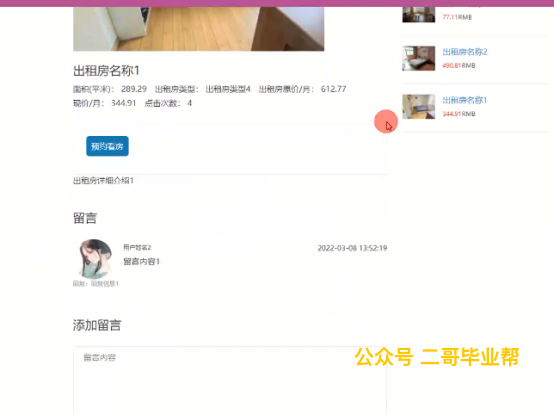 出租房名称1
面积(平米): 289.29 出租房类型: 出租房类型4 出租房原价/月: 612.77
现价/月: 344.91 点击次数: 4
预约看房
出租房详细介绍1
留言
用户姓名2
2022-03-08 13:52:19
留言内容1
回复: 回复信息1
添加留言
留言内容
77.11RMB
出租房名称2
490.81RMB
出租房名称1
344.91RMB
公众号 二哥毕业帮